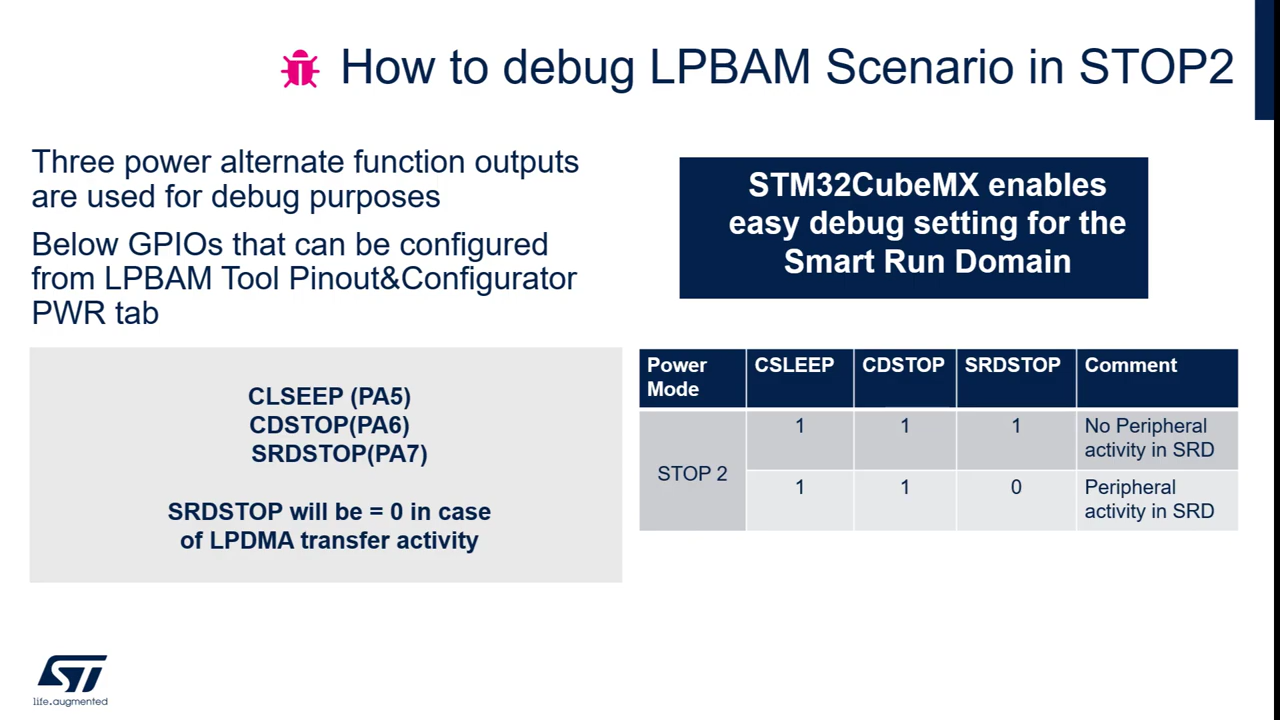 How to debug LPBAM Scenario in STOP2
Three power alternate function outputs
are used for debug purposes
Below GPIOs that can be configured
from LPBAM Tool Pinout&Configurator
PWR tab
STM32CubeMX enables
easy debug setting for the
Smart Run Domain
CLSEEP (PA5)
CDSTOP(PA6)
SRDSTOP(PA7)
SRDSTOP will be = 0 in case
of LPDMA transfer activity
Power Mode CSLEEP CDSTOP SRDSTOP Comment
STOP 2
1 1 1 No Peripheral
activity in SRD
1 1 0 Peripheral
activity in SRD
ST
life.augmented